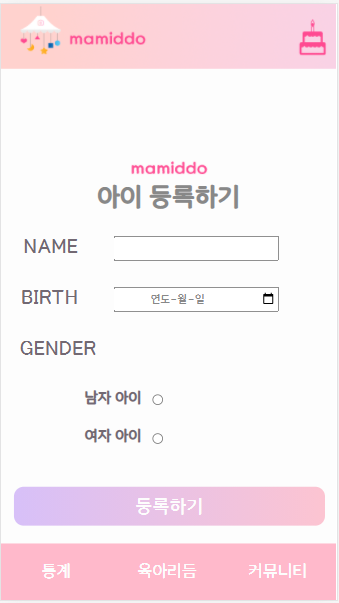 mamiddo
mamiddo
아이 등록하기
NAME
BIRTH 연도-월-일
GENDER
남자 아이
여자 아이
등록하기
통계 육아리듬 커뮤니티